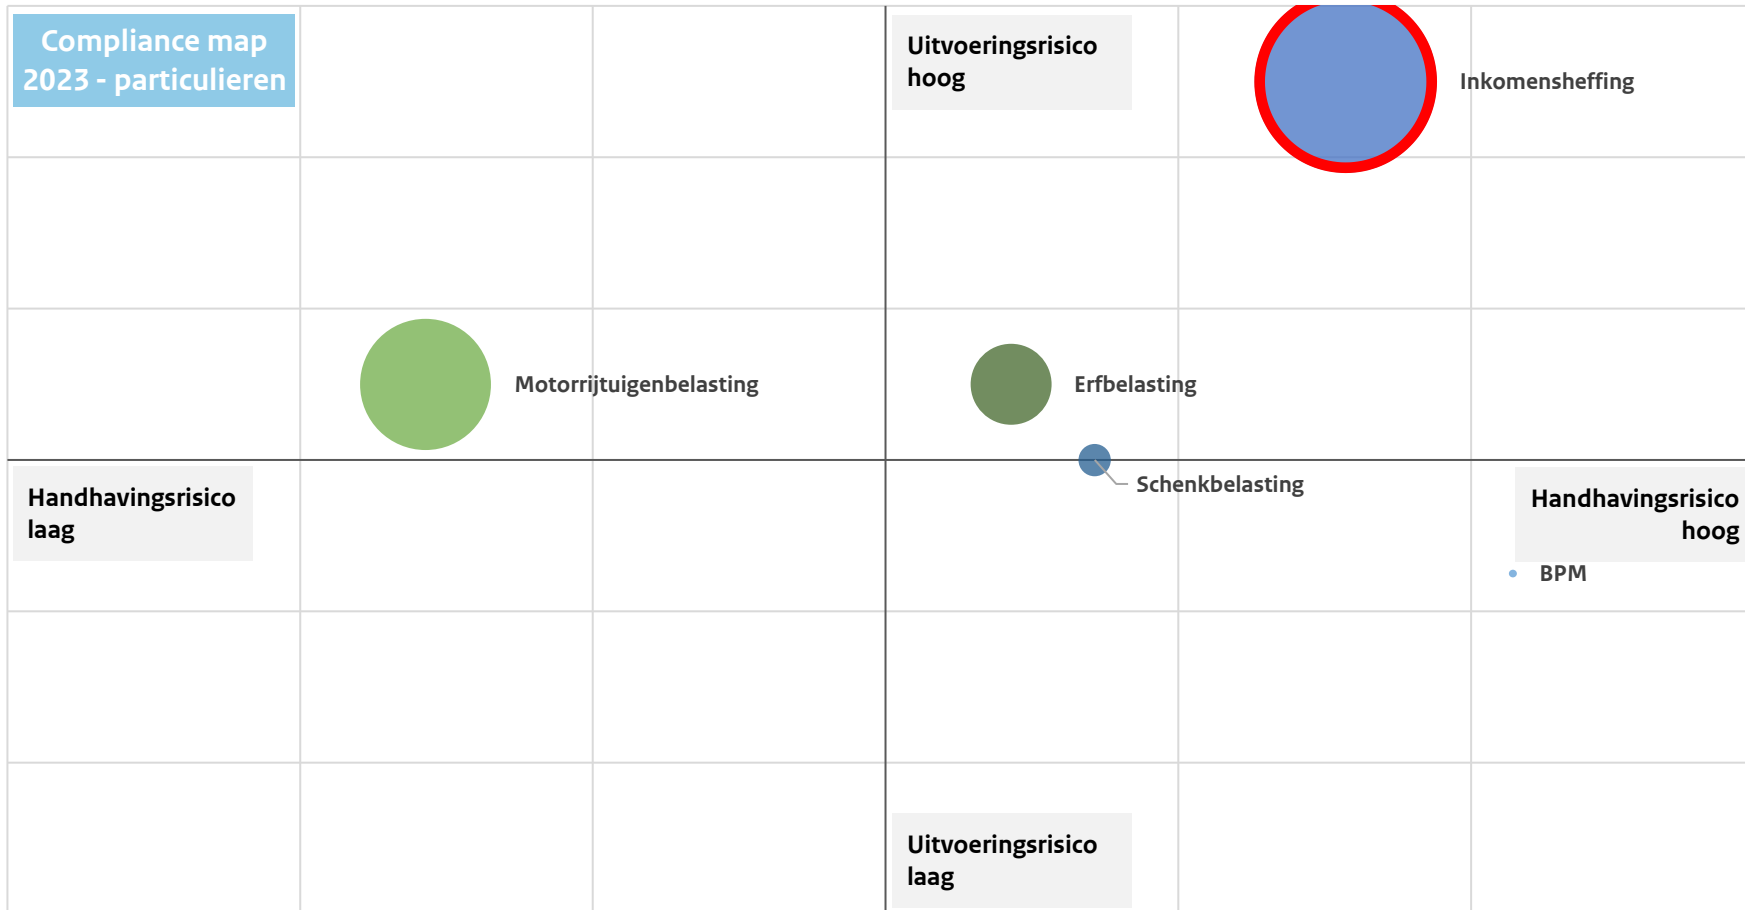 Compliance map
2023 - particulieren
Uitvoeringsrisico
hoog
Inkomensheffing
Motorrijtuigenbelasting
Erfbelasting
Schenkbelasting
Handhavingsrisico
laag
Handhavingsrisico
hoog
BPM
Uitvoeringsrisico
laag